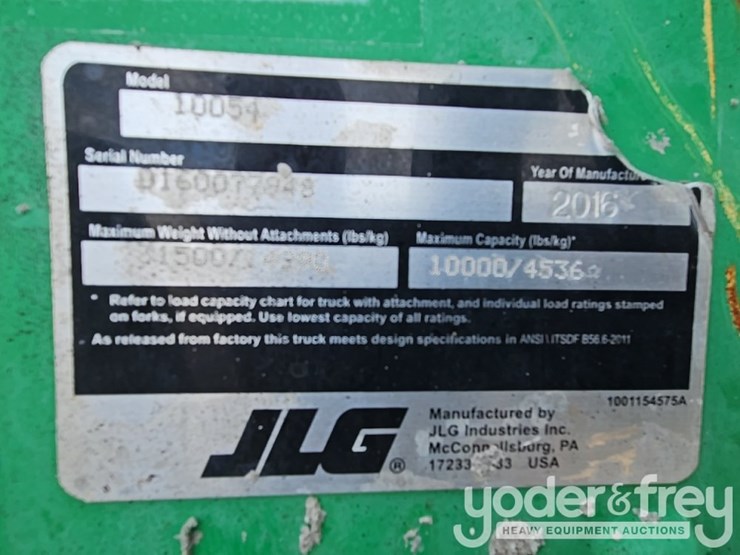 Model
10054
Serial Number
Year Of Manufacture
2016
Maximum Weight Without Attachments (lbs/kg)
Maximum Capacity (lbs/kg)*
10000/4536
* Refer to load capacity chart for truck with attachment, and individual load ratings stamped
on forks, if equipped. Use lowest capacity of all ratings.
As released from factory this truck meets design specifications in ANSI \ ITSDF B56.6-2011
1001154575A
JLG®
Manufactured by
JLG Industries Inc.
McConnellsburg, PA
USA
yoder&frey
HEAVY EQUIPMENT AUCTIONS